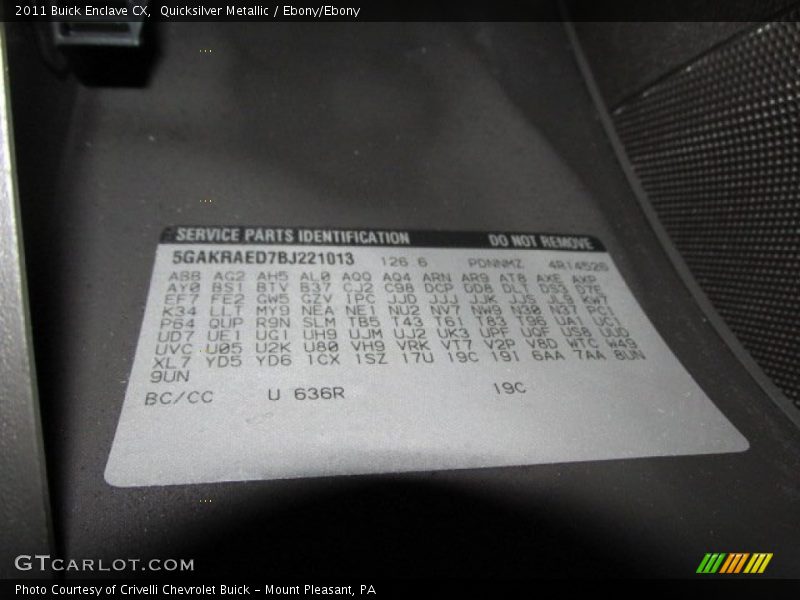 2011 Buick Enclave CX, Quicksilver Metallic / Ebony/Ebony
SERVICE PARTS IDENTIFICATION DO NOT REMOVE
5GAKRAED7BJ221013 126.6 PDNNMZ 4R14526
ABB AG2 AH5 AL0 AQ9 AQ4 ARN AR9 AT8 AXF AXP
AY0 BS1 BTV B37 CJ2 C98 DCP DD8 DLT D53 D7E
EF7 FE2 GW5 GZV IPC JJD JJJ JJK JJS JL9 KW7
K34 LLT MY9 NEA NE1 NU2 NV7 NW9 N30 N37 PC1
P64 QUP R9N SLM TB5 T43 T61 T83 T96 UA1 UC1
UD7 UE1 UG1 UH9 UJM UJ2 UK3 UPF UQF US8 UUD
UVC U05 U2K U80 VH9 VRK VT7 V2P V8D WTC W49
XL7 YD5 YD6 1CX 1SZ 17U 19C 19I 6AA 7AA 8UN
9UN
BC/CC U 636R 19C
GTCARLOT.COM
Photo Courtesy of Crivelli Chevrolet Buick - Mount Pleasant, PA